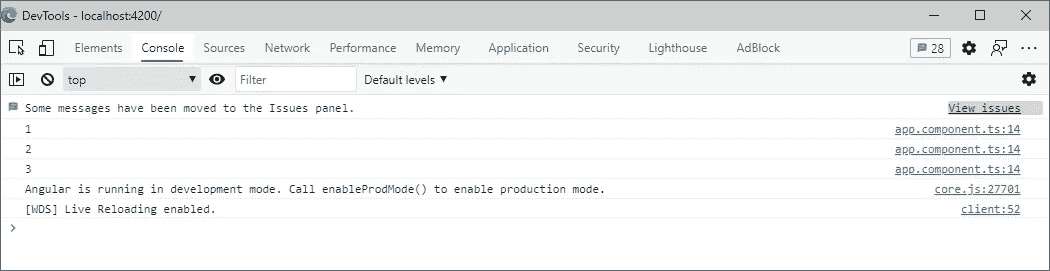 DevTools - localhost:4200/
Elements Console Sources Network Performance Memory Application Security Lighthouse AdBlock 28
top Filter Default levels
Some messages have been moved to the Issues panel. View issues
1 app.component.ts:14
2 app.component.ts:14
3 app.component.ts:14
Angular is running in development mode. Call enableProdMode() to enable production mode. core.js:27701
[WDS] Live Reloading enabled. client:52